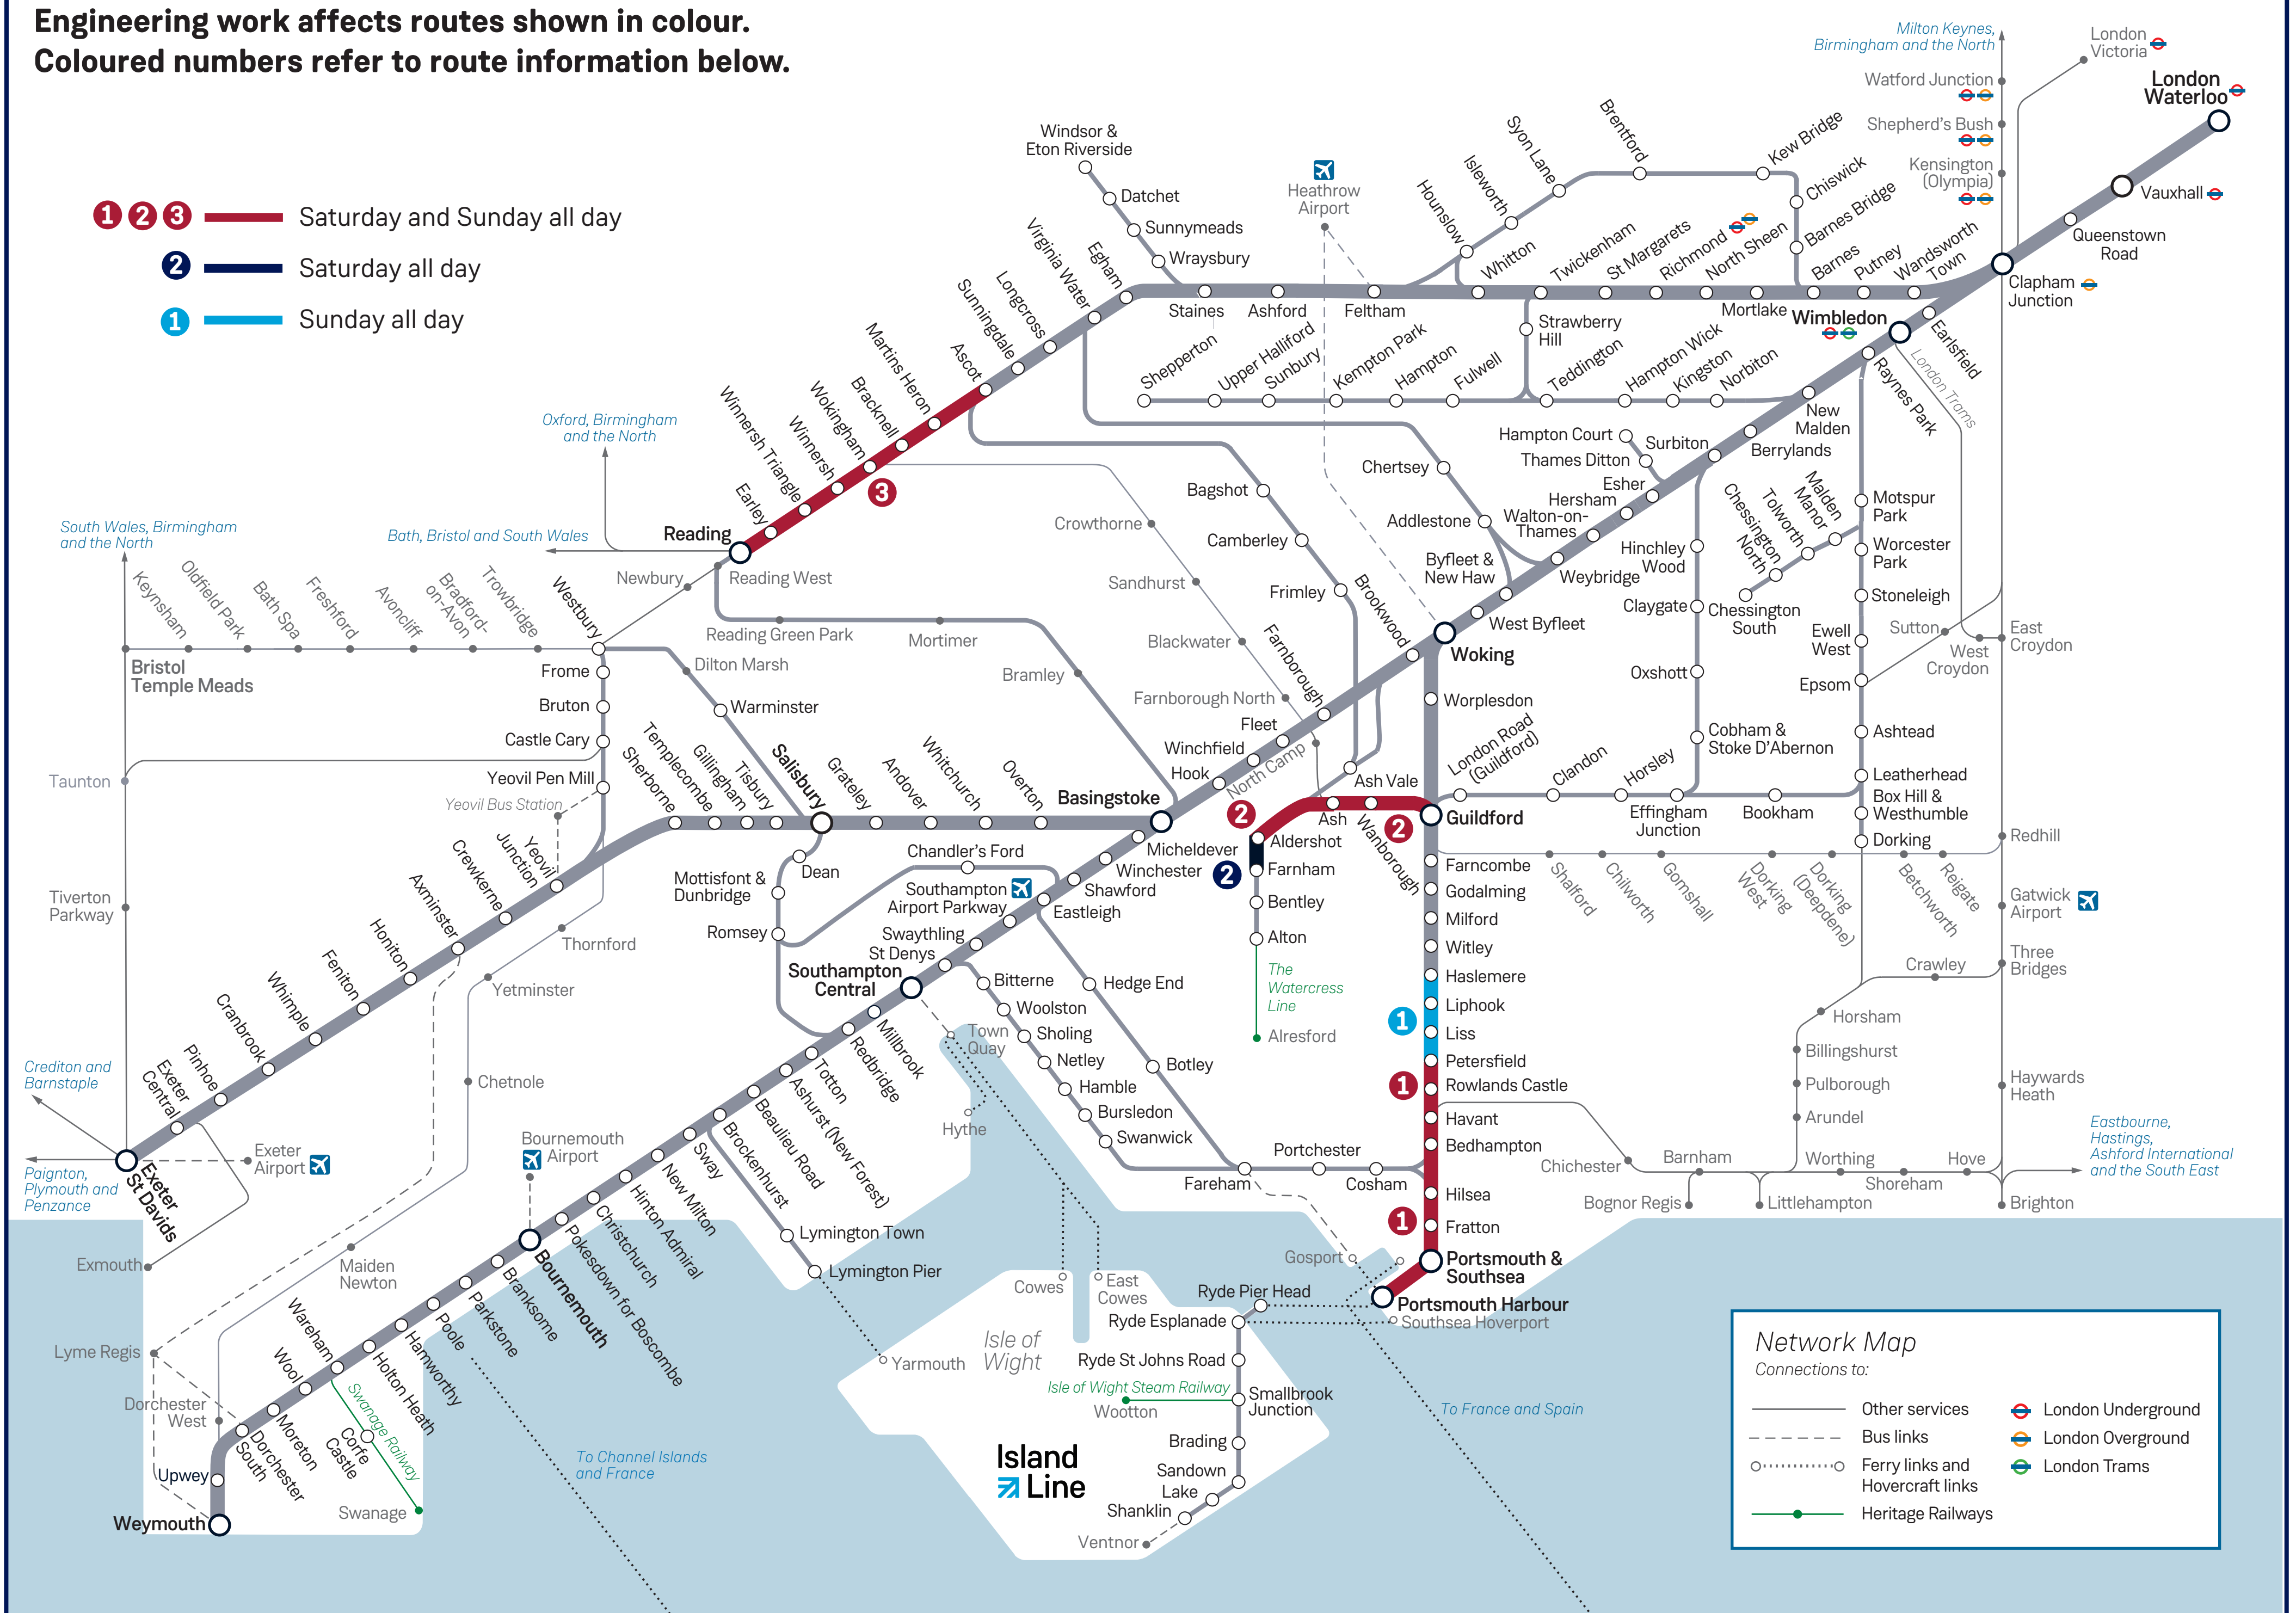 Engineering work affects routes shown in colour.
Coloured numbers refer to route information below.
1 2 3 Saturday and Sunday all day
2 Saturday all day
1 Sunday all day
Milton Keynes,
Birmingham and the North
London
Victoria
Watford Junction
London
Waterloo
Shepherd's Bush
Kensington
(Olympia)
Vauxhall
Queenstown
Road
Clapham
Junction
Windsor &
Eton Riverside
Datchet
Sunnymeads
Wraysbury
Heathrow
Airport
Hounslow
Isleworth
Syon Lane
Brentford
Kew Bridge
Chiswick
Barnes Bridge
Virginia Water
Egham
Staines
Ashford
Feltham
Whitton
Twickenham
St Margarets
Richmond
North Sheen
Mortlake
Barnes
Putney
Wandsworth
Town
Wimbledon
Earlsfield
London Trams
Raynes Park
Longcross
Sunningdale
Ascot
Martins Heron
Bracknell
Wokingham
Winnersh
Winnersh Triangle
Earley
3
Reading
Strawberry
Hill
Shepperton
Upper Halliford
Sunbury
Kempton Park
Hampton
Fulwell
Teddington
Hampton Wick
Kingston
Norbiton
New
Malden
Berrylands
Surbiton
Hampton Court
Thames Ditton
Esher
Hersham
Walton-on-
Thames
Weybridge
Byfleet &
New Haw
West Byfleet
Chertsey
Addlestone
Bagshot
Camberley
Frimley
Brookwood
Woking
Malden
Manor
Tolworth
Chessington
North
Chessington
South
Motspur
Park
Worcester
Park
Stoneleigh
Ewell
West
Epsom
Ashtead
Leatherhead
Box Hill &
Westhumble
Dorking
Hinchley
Wood
Claygate
Oxshott
Cobham &
Stoke D'Abernon
Sutton
West
Croydon
East
Croydon
Oxford, Birmingham
and the North
Bath, Bristol and South Wales
South Wales, Birmingham
and the North
Keynsham
Oldfield Park
Bath Spa
Freshford
Avoncliff
Bradford-
on-Avon
Trowbridge
Westbury
Newbury
Reading West
Reading Green Park
Mortimer
Bramley
Crowthorne
Sandhurst
Blackwater
Farnborough North
North Camp
Bristol
Temple Meads
Frome
Bruton
Castle Cary
Yeovil Pen Mill
Yeovil Bus Station
Dilton Marsh
Warminster
Taunton
Tiverton
Parkway
Farnborough
Fleet
Winchfield
Hook
Basingstoke
Overton
Whitchurch
Andover
Grateley
Salisbury
Tisbury
Gillingham
Templecombe
Sherborne
Yeovil
Junction
Crewkerne
Axminster
Honiton
Feniton
Whimple
Cranbrook
Pinhoe
Exeter
Central
Exeter
St Davids
Worplesdon
London Road
(Guildford)
Clandon
Horsley
Effingham
Junction
Bookham
Ash Vale
Ash
Wanborough
2
2
2
Aldershot
Farnham
Bentley
Alton
The
Watercress
Line
Alresford
Guildford
Farncombe
Godalming
Milford
Witley
Haslemere
Liphook
Liss
1
Petersfield
Rowlands Castle
1
Havant
Bedhampton
Hilsea
Fratton
1
Portsmouth &
Southsea
Portsmouth Harbour
Southsea Hoverport
Shalford
Chilworth
Gomshall
Dorking
West
Dorking
(Deepdene)
Betchworth
Reigate
Redhill
Gatwick
Airport
Three
Bridges
Crawley
Horsham
Billingshurst
Pulborough
Arundel
Haywards
Heath
Chichester
Barnham
Bognor Regis
Littlehampton
Worthing
Shoreham
Hove
Brighton
Eastbourne,
Hastings,
Ashford International
and the South East
Micheldever
Winchester
Shawford
Eastleigh
Chandler's Ford
Southampton
Airport Parkway
Swaythling
St Denys
Southampton
Central
Dean
Mottisfont &
Dunbridge
Romsey
Hedge End
Botley
Bitterne
Woolston
Sholing
Netley
Hamble
Bursledon
Swanwick
Fareham
Portchester
Cosham
Town
Quay
Hythe
Millbrook
Redbridge
Totton
Ashurst (New Forest)
Beaulieu Road
Brockenhurst
Sway
New Milton
Hinton Admiral
Christchurch
Pokesdown for Boscombe
Bournemouth
Branksome
Parkstone
Poole
Hamworthy
Holton Heath
Wareham
Wool
Moreton
Dorchester
South
Upwey
Weymouth
Lymington Town
Lymington Pier
Yarmouth
Bournemouth
Airport
Thornford
Yetminster
Chetnole
Maiden
Newton
Dorchester
West
Crediton and
Barnstaple
Paignton,
Plymouth and
Penzance
Exeter
Airport
Exmouth
Lyme Regis
Swanage Railway
Corfe
Castle
Swanage
Gosport
Cowes
East
Cowes
Isle of
Wight
Ryde Pier Head
Ryde Esplanade
Ryde St Johns Road
Isle of Wight Steam Railway
Wootton
Smallbrook
Junction
Brading
Sandown
Lake
Shanklin
Ventnor
Island
Line
To Channel Islands
and France
To France and Spain
Network Map
Connections to:
Other services
Bus links
Ferry links and
Hovercraft links
Heritage Railways
London Underground
London Overground
London Trams